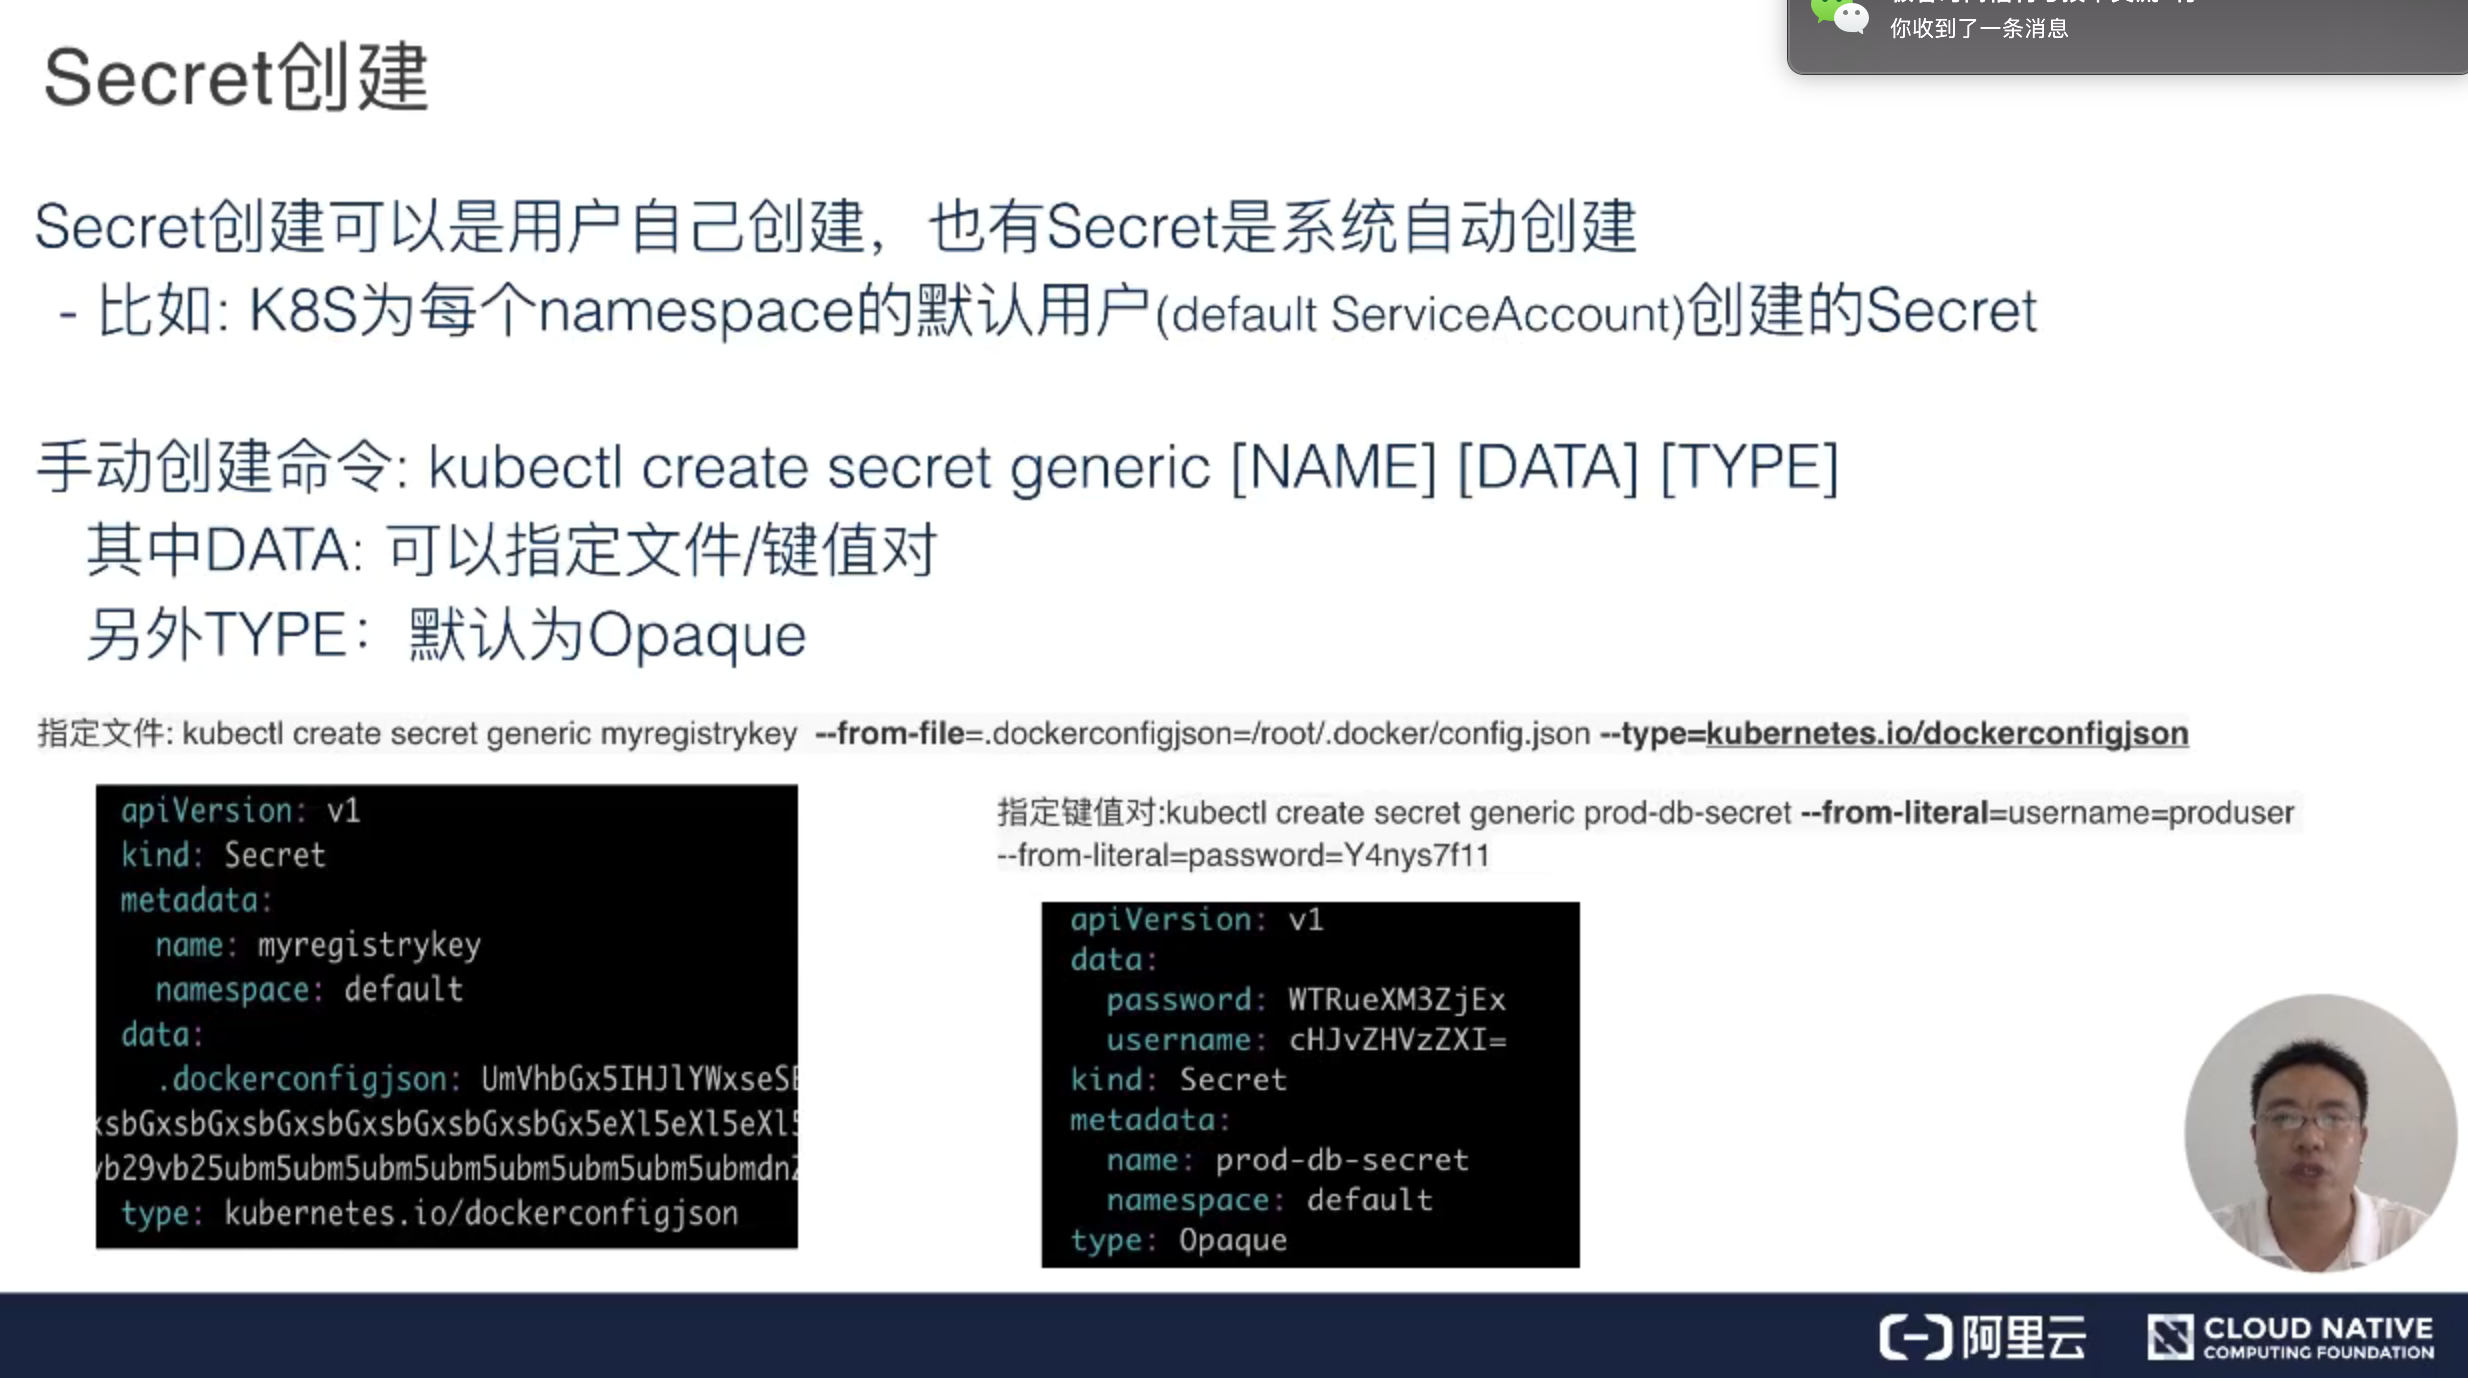 你收到了一条消息
Secret创建
Secret创建可以是用户自己创建，也有Secret是系统自动创建
- 比如: K8S为每个namespace的默认用户(default ServiceAccount)创建的Secret
手动创建命令: kubectl create secret generic [NAME] [DATA] [TYPE]
其中DATA: 可以指定文件/键值对
另外TYPE：默认为Opaque
指定文件: kubectl create secret generic myregistrykey --from-file=.dockerconfigjson=/root/.docker/config.json --type=kubernetes.io/dockerconfigjson
apiVersion: v1
kind: Secret
metadata:
name: myregistrykey
namespace: default
data:
.dockerconfigjson: UmVhbGx5IHJlYWxseSB
xsbGxsbGxsbGxsbGxsbGxsbGx5eXl5eXl5eXl5
vb29vb25ubm5ubm5ubm5ubm5ubm5ubm5ubmdnZ
type: kubernetes.io/dockerconfigjson
指定键值对:kubectl create secret generic prod-db-secret --from-literal=username=produser
--from-literal=password=Y4nys7f11
apiVersion: v1
data:
password: WTRueXM3ZjEx
username: cHJvZHVzZXI=
kind: Secret
metadata:
name: prod-db-secret
namespace: default
type: Opaque
阿里云
CLOUD NATIVE
COMPUTING FOUNDATION